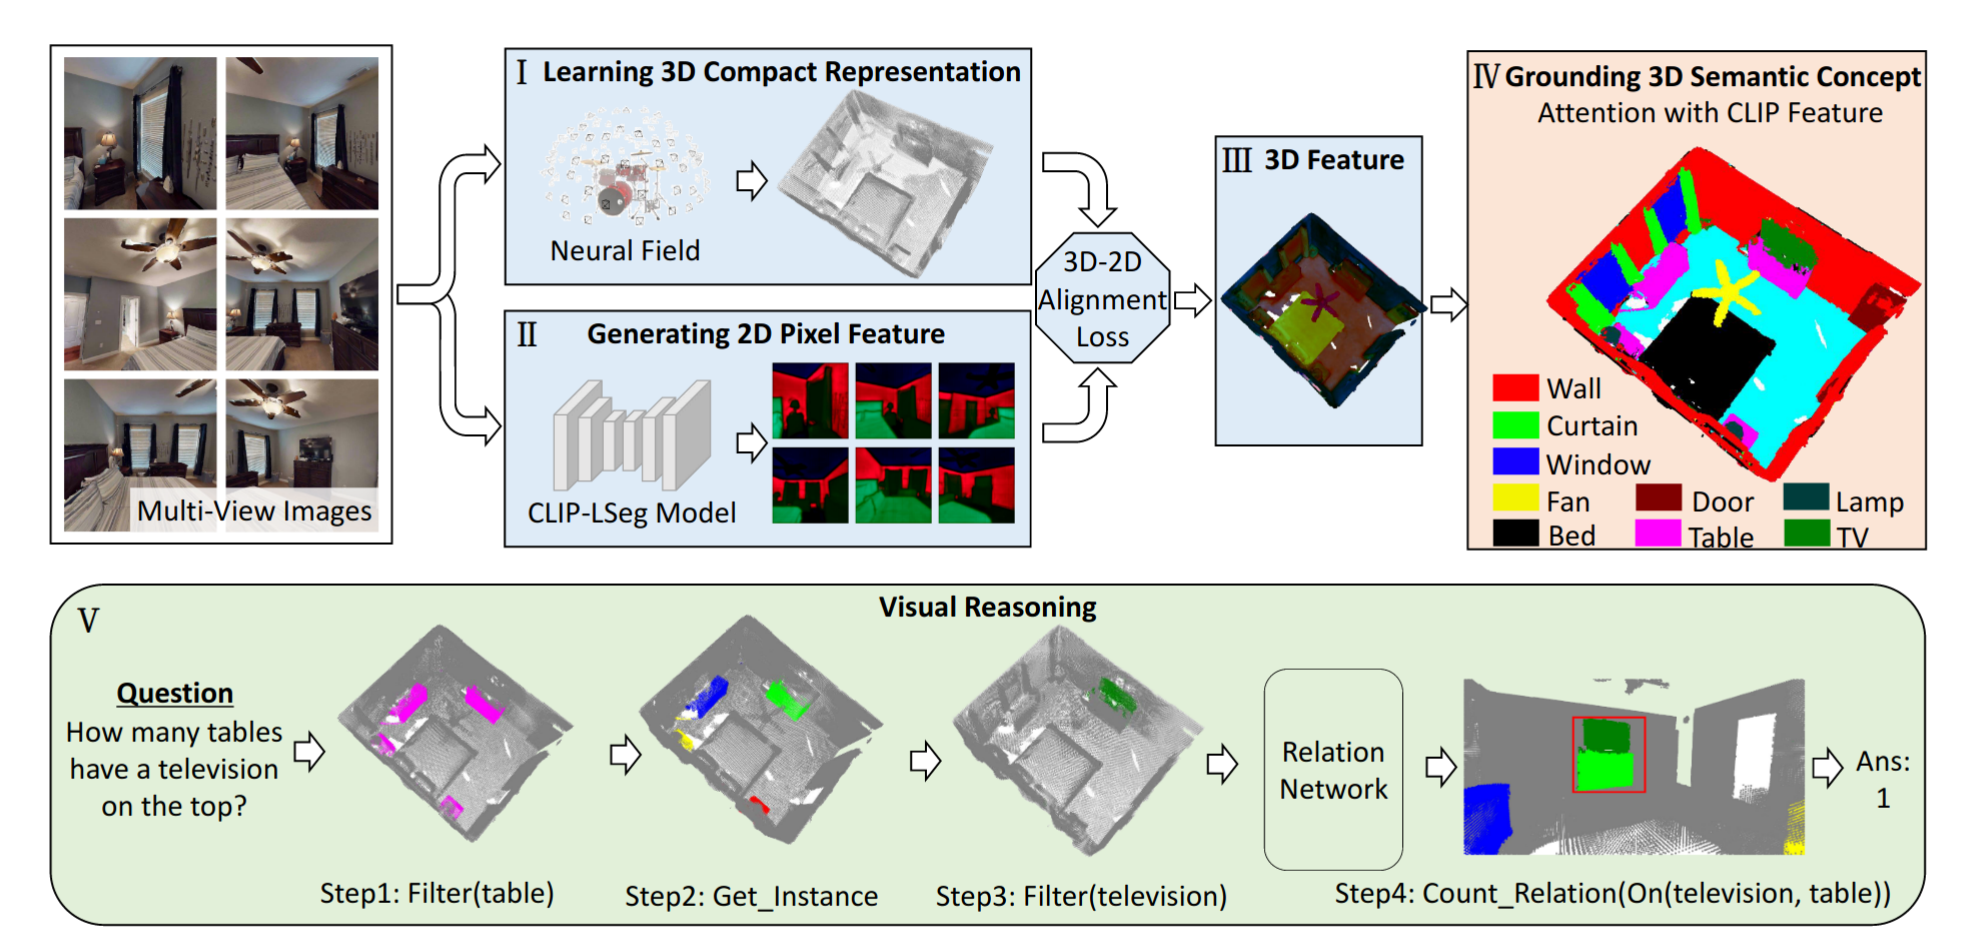 Multi-View Images
I Learning 3D Compact Representation
Neural Field
II Generating 2D Pixel Feature
CLIP-LSeg Model
3D-2D
Alignment
Loss
III 3D Feature
IV Grounding 3D Semantic Concept
Attention with CLIP Feature
Wall
Curtain
Window
Fan
Door
Lamp
Bed
Table
TV
V
Visual Reasoning
Question
How many tables
have a television
on the top?
Relation
Network
Ans:
1
Step1: Filter(table)
Step2: Get_Instance
Step3: Filter(television)
Step4: Count_Relation(On(television, table))